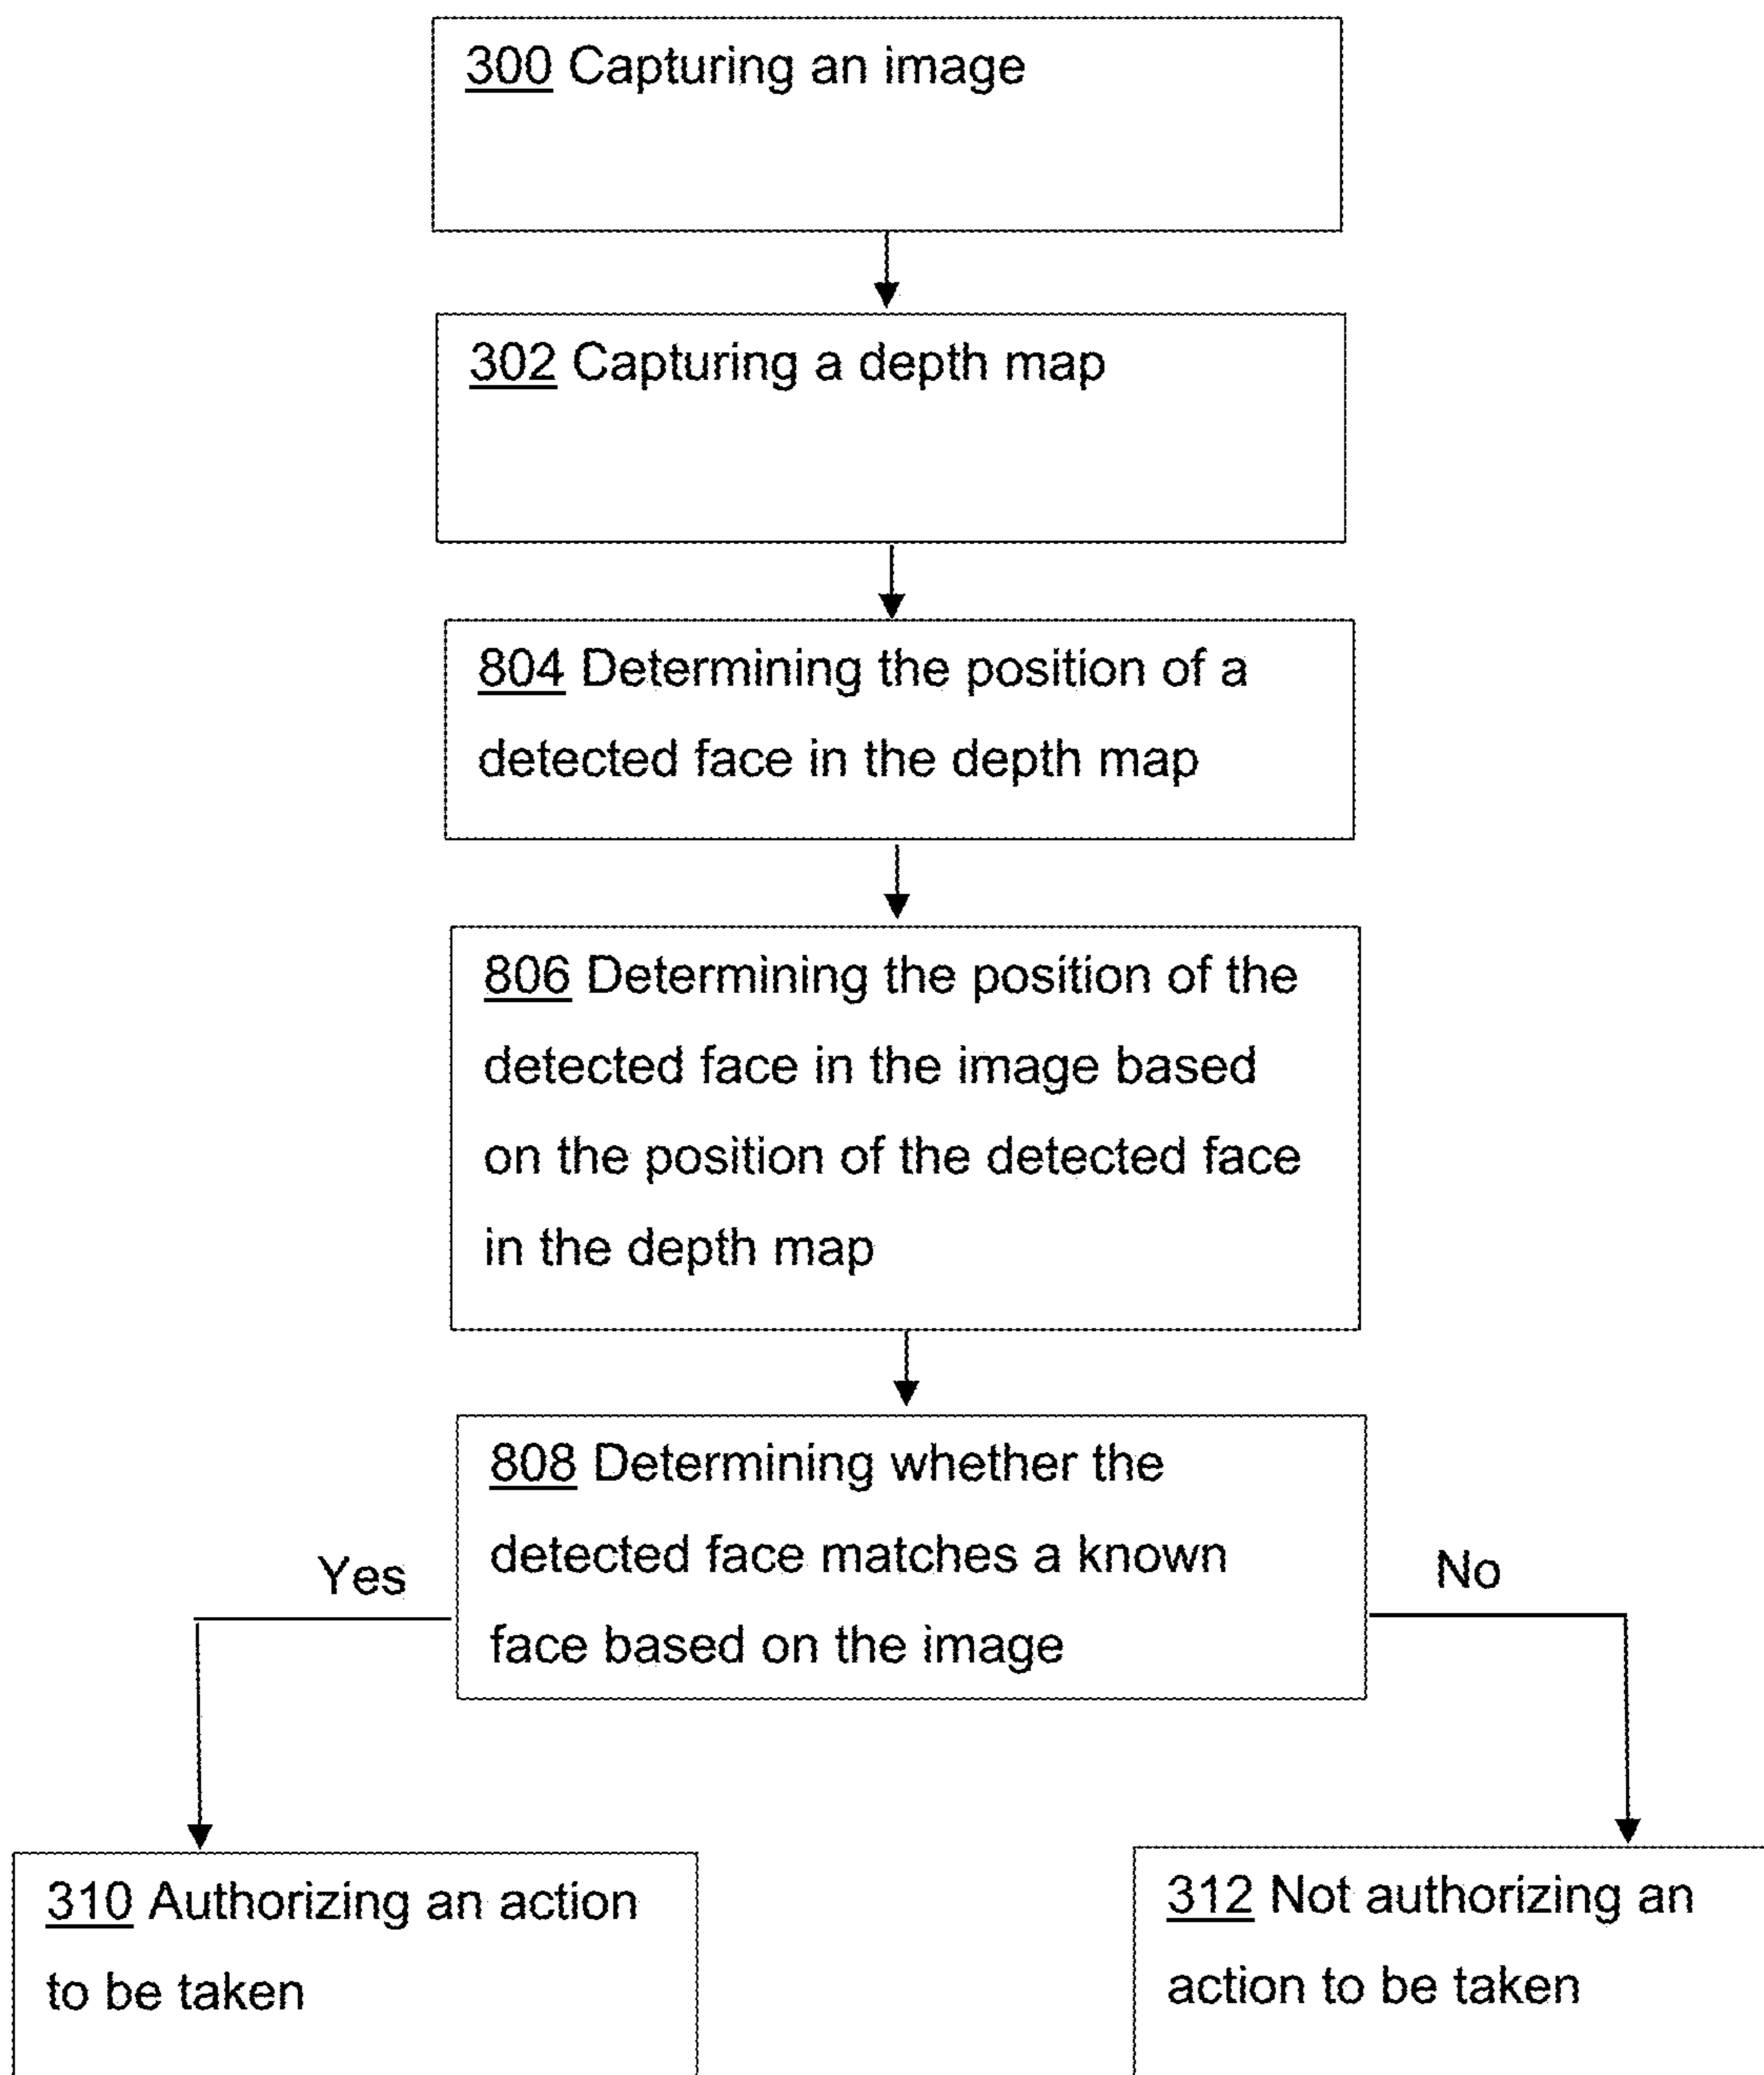 300 Capturing an image
302 Capturing a depth map
804 Determining the position of a
detected face in the depth map
806 Determining the position of the
detected face in the image based
on the position of the detected face
in the depth map
808 Determining whether the
detected face matches a known
face based on the image
Yes
No
310 Authorizing an action
to be taken
312 Not authorizing an
action to be taken